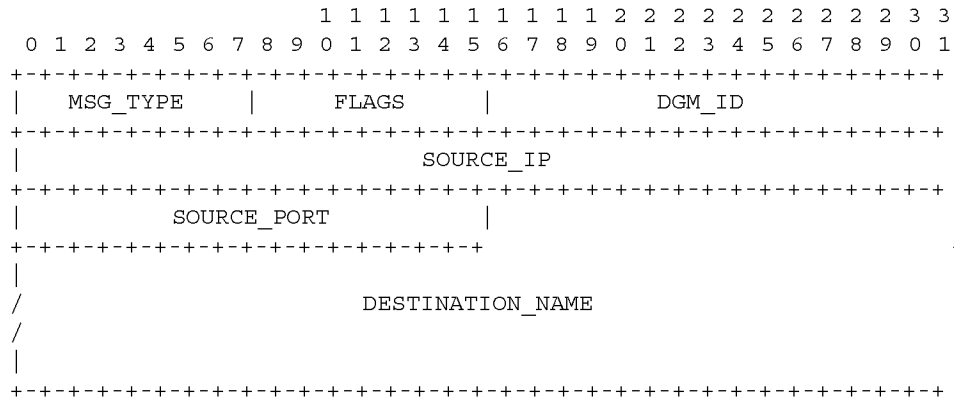 1 1 1 1 1 1 1 1 1 1 2 2 2 2 2 2 2 2 2 2 3 3
 0 1 2 3 4 5 6 7 8 9 0 1 2 3 4 5 6 7 8 9 0 1 2 3 4 5 6 7 8 9 0 1
+-+-+-+-+-+-+-+-+-+-+-+-+-+-+-+-+-+-+-+-+-+-+-+-+-+-+-+-+-+-+-+-+
|   MSG_TYPE    |     FLAGS     |           DGM_ID
+-+-+-+-+-+-+-+-+-+-+-+-+-+-+-+-+-+-+-+-+-+-+-+-+-+-+-+-+-+-+-+-+
|                           SOURCE_IP
+-+-+-+-+-+-+-+-+-+-+-+-+-+-+-+-+-+-+-+-+-+-+-+-+-+-+-+-+-+-+-+-+
|          SOURCE_PORT          |
+-+-+-+-+-+-+-+-+-+-+-+-+-+-+-+-+
|
/                       DESTINATION_NAME
/
|
+-+-+-+-+-+-+-+-+-+-+-+-+-+-+-+-+-+-+-+-+-+-+-+-+-+-+-+-+-+-+-+-+